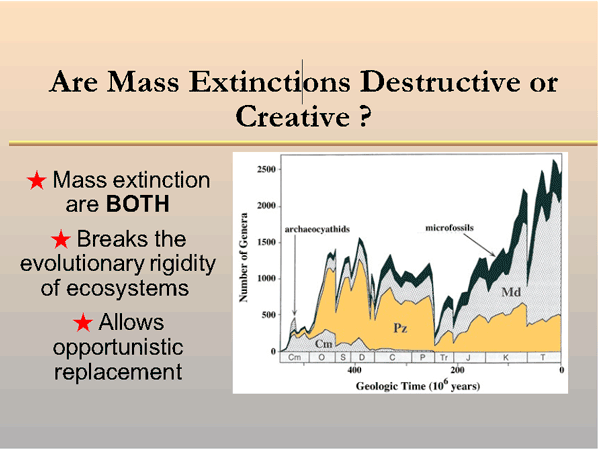 Are Mass Extinctions Destructive or
Creative ?
★ Mass extinction
are BOTH
★ Breaks the
evolutionary rigidity
of ecosystems
★ Allows
opportunistic
replacement
Number of Genera
2500
2000
1500
1000
500
0
archaeocyathids
microfossils
Cm
Pz
Md
Cm O S D C P Tr J K T
400 200 0
Geologic Time (10⁶ years)